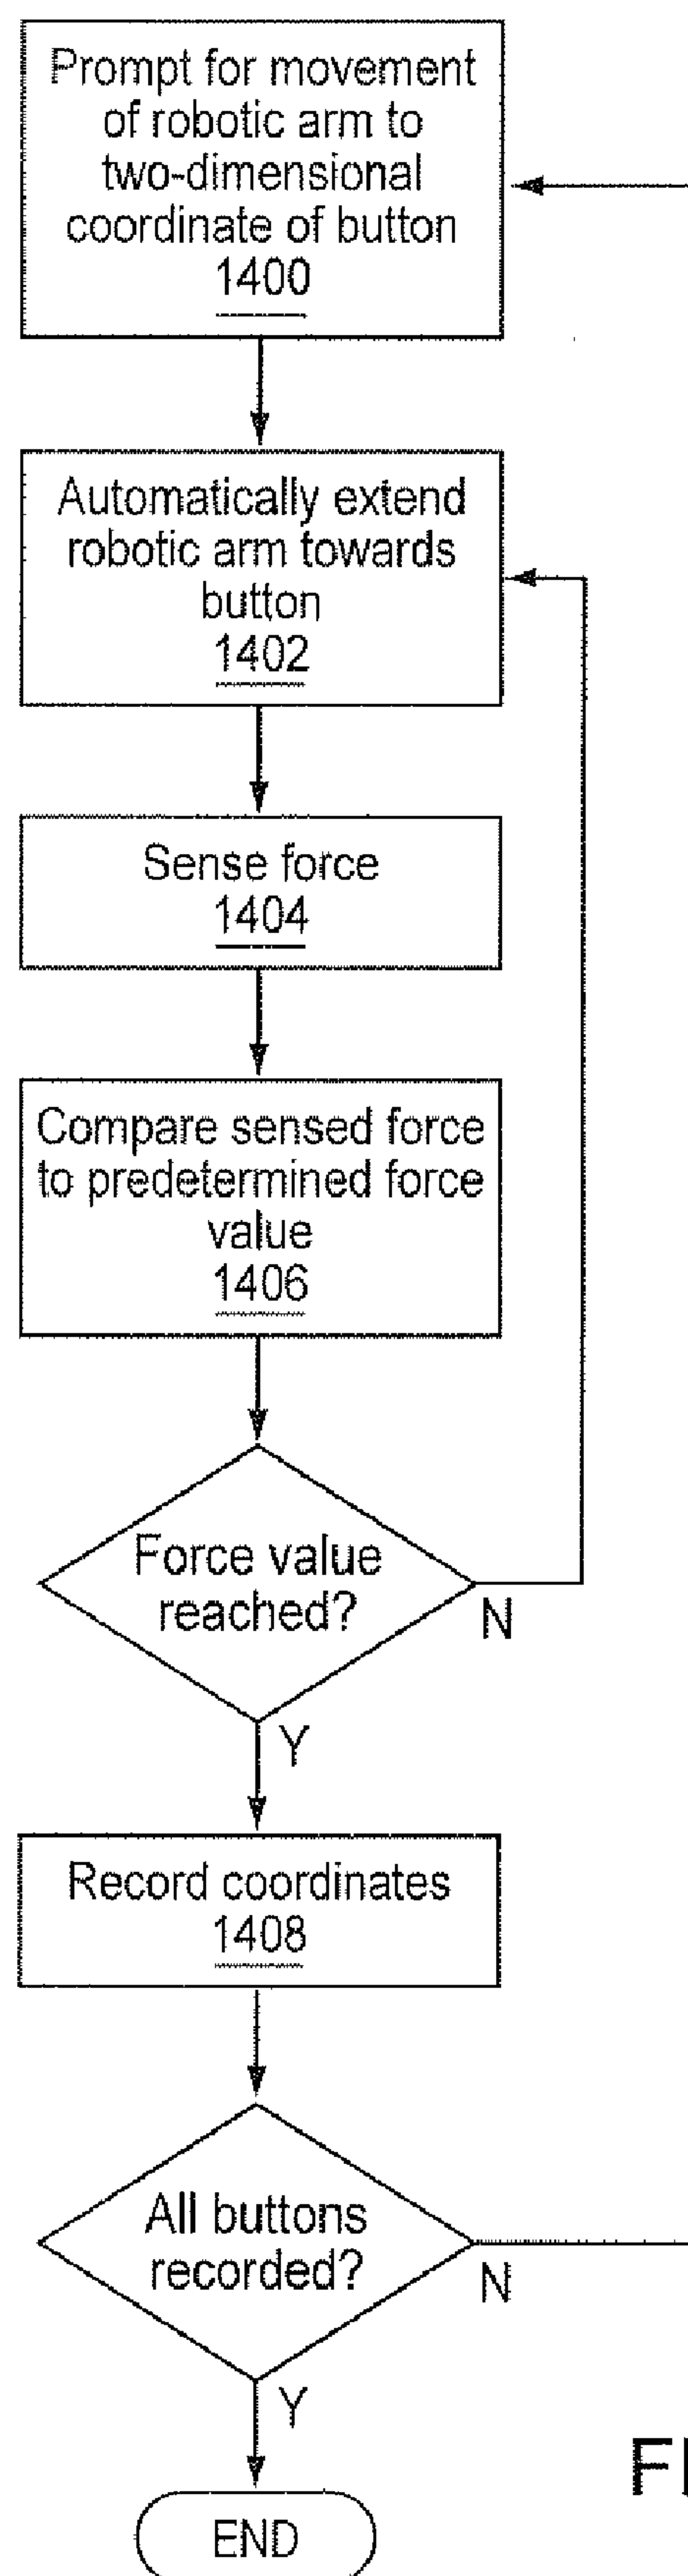 Prompt for movement
of robotic arm to
two-dimensional
coordinate of button
1400
Automatically extend
robotic arm towards
button
1402
Sense force
1404
Compare sensed force
to predetermined force
value
1406
Force value
reached?
N
Y
Record coordinates
1408
All buttons
recorded?
N
Y
END